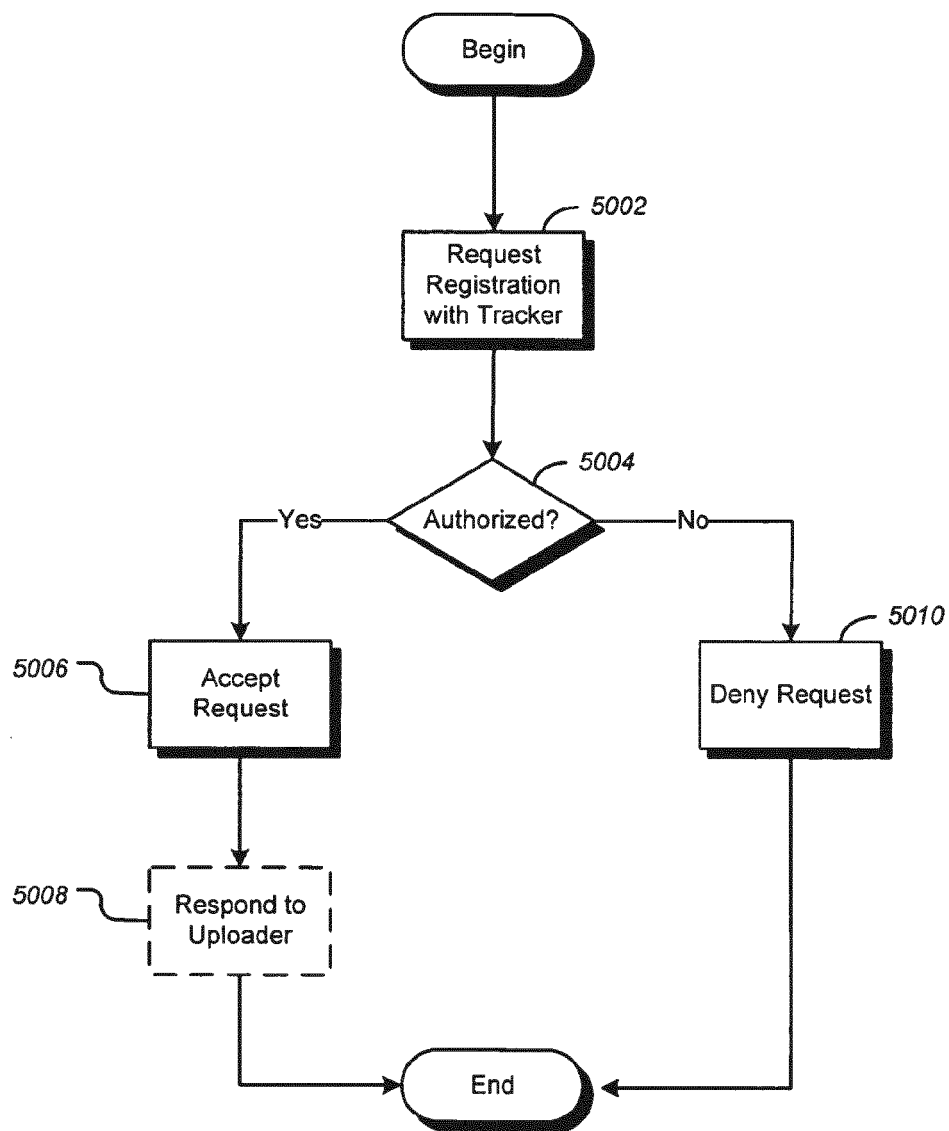 Begin
5002
Request
Registration
with Tracker
5004
Yes
Authorized?
No
5006
Accept
Request
5010
Deny Request
5008
Respond to
Uploader
End